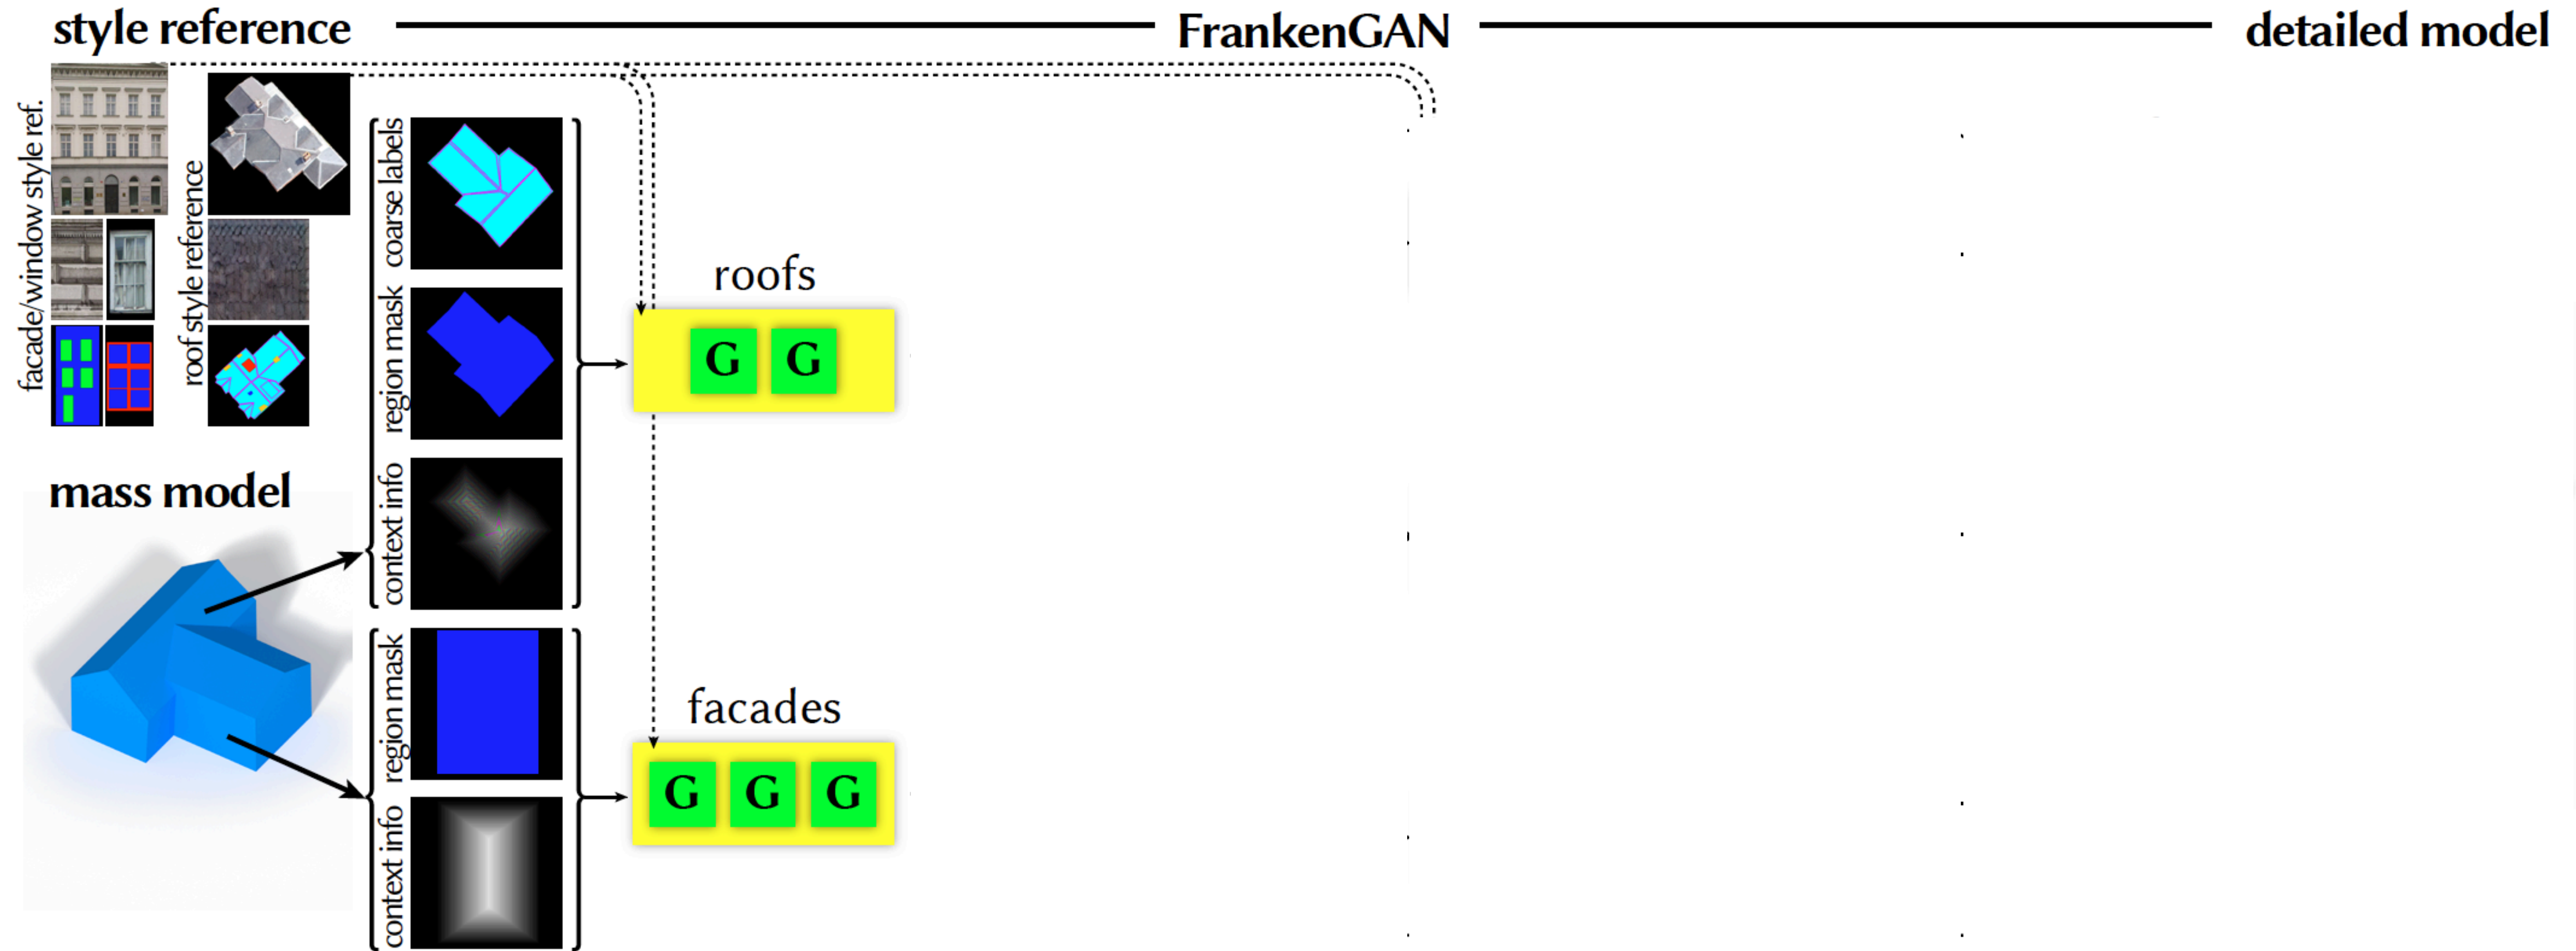 style reference
FrankenGAN
detailed model
facade/window style ref.
roof style reference
coarse labels
region mask
context info
roofs
G G
mass model
region mask
context info
facades
G G G